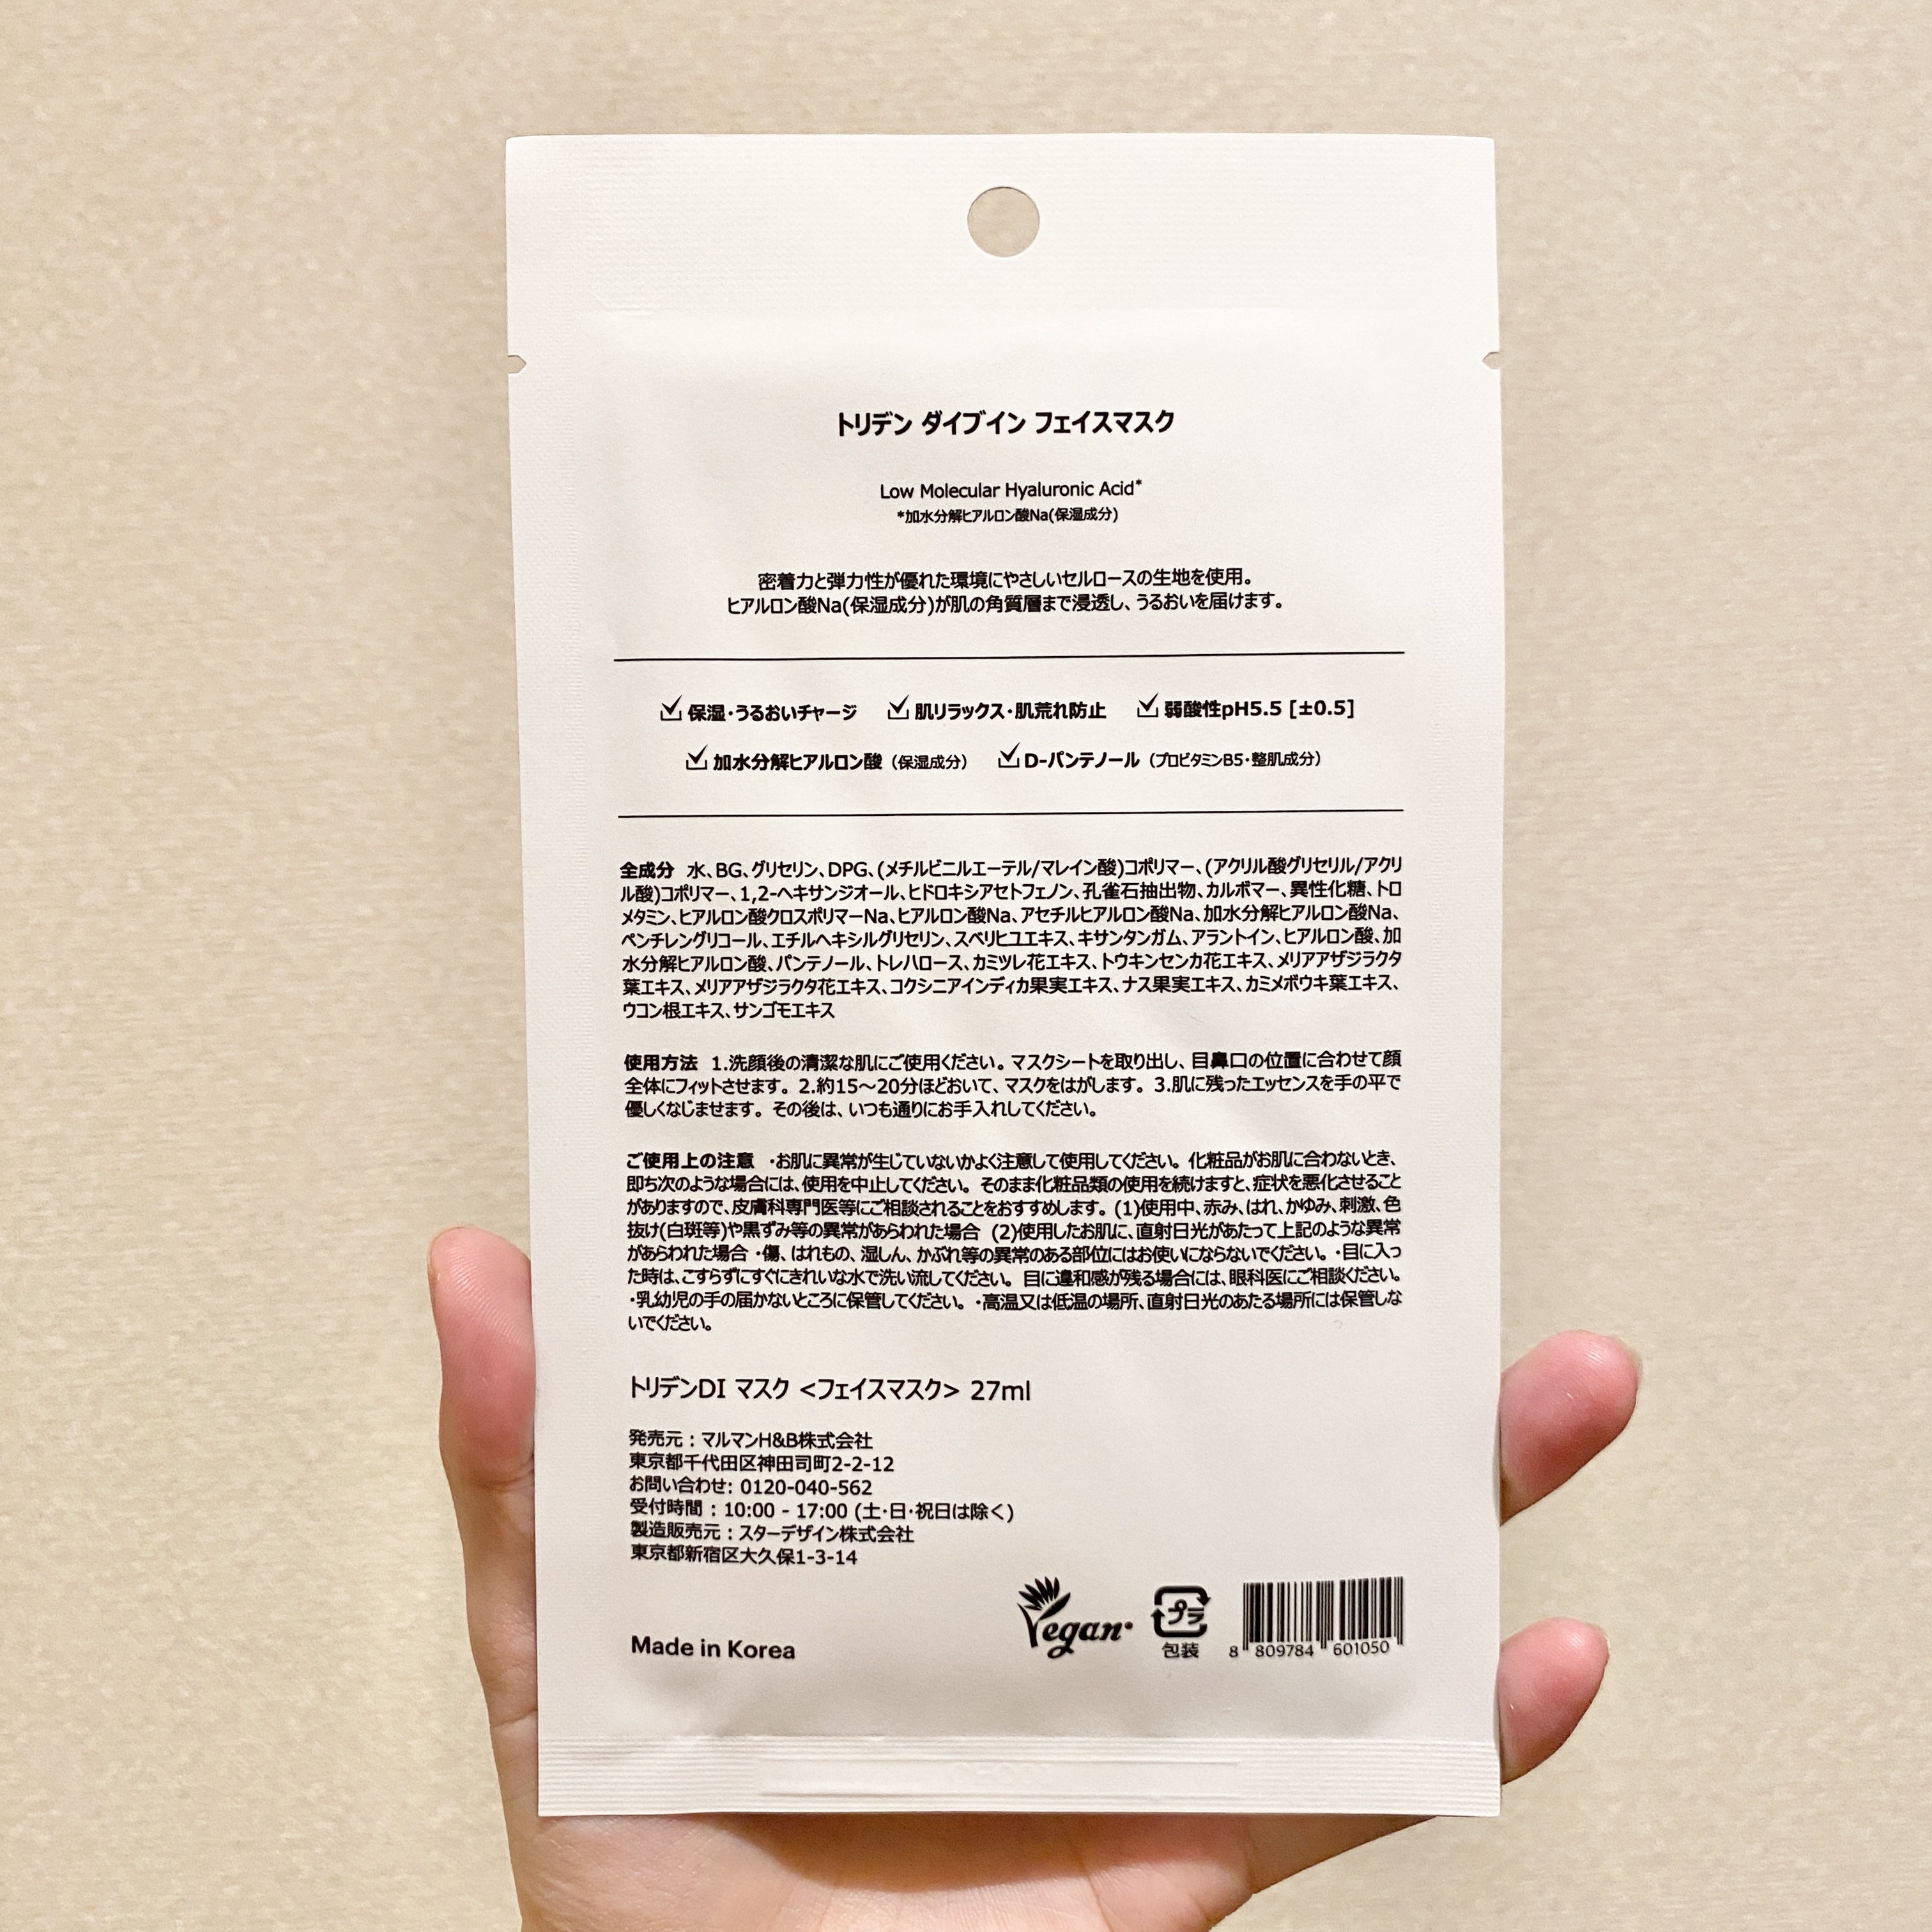 トリデン ダイブイン フェイスマスク
Low Molecular Hyaluronic Acid*
*加水分解ヒアルロン酸Na(保湿成分)
密着力と弾力性が優れた環境にやさしいセルロースの生地を使用。
ヒアルロン酸Na(保湿成分)が肌の角質層まで浸透し、うるおいを届けます。
保湿・うるおいチャージ 肌リラックス・肌荒れ防止 弱酸性pH5.5 [±0.5]
加水分解ヒアルロン酸（保湿成分） D-パンテノール（プロビタミンB5・整肌成分）
全成分 水、BG、グリセリン、DPG、(メチルビニルエーテル/マレイン酸)コポリマー、(アクリル酸グリセリル/アクリ
ル酸)コポリマー、1,2-ヘキサンジオール、ヒドロキシアセトフェノン、孔雀石抽出物、カルボマー、異性化糖、トロ
メタミン、ヒアルロン酸クロスポリマーNa、ヒアルロン酸Na、アセチルヒアルロン酸Na、加水分解ヒアルロン酸Na、
ペンチレングリコール、エチルヘキシルグリセリン、スベリヒユエキス、キサンタンガム、アラントイン、ヒアルロン酸、加
水分解ヒアルロン酸、パンテノール、トレハロース、カミツレ花エキス、トウキンセンカ花エキス、メリアアザジラクタ
葉エキス、メリアアザジラクタ花エキス、コクシニアインディカ果実エキス、ナス果実エキス、カミメボウキ葉エキス、
ウコン根エキス、サンゴモエキス
使用方法 1.洗顔後の清潔な肌にご使用ください。マスクシートを取り出し、目鼻口の位置に合わせて顔
全体にフィットさせます。2.約15～20分ほどおいて、マスクをはがします。3.肌に残ったエッセンスを手の平で
優しくなじませます。その後は、いつも通りにお手入れしてください。
ご使用上の注意 ・お肌に異常が生じていないかよく注意して使用してください。化粧品がお肌に合わないとき、
即ち次のような場合には、使用を中止してください。そのまま化粧品類の使用を続けますと、症状を悪化させること
がありますので、皮膚科専門医等にご相談されることをおすすめします。(1)使用中、赤み、はれ、かゆみ、刺激、色
抜け(白斑等)や黒ずみ等の異常があらわれた場合 (2)使用したお肌に、直射日光があたって上記のような異常
があらわれた場合 ・傷、はれもの、湿しん、かぶれ等の異常のある部位にはお使いにならないでください。・目に入っ
た時は、こすらずにすぐにきれいな水で洗い流してください。目に違和感が残る場合には、眼科医にご相談ください。
・乳幼児の手の届かないところに保管してください。・高温又は低温の場所、直射日光のあたる場所には保管しな
いでください。
トリデンDI マスク <フェイスマスク> 27ml
発売元：マルマンH&B株式会社
東京都千代田区神田司町2-2-12
お問い合わせ: 0120-040-562
受付時間：10:00 - 17:00 (土・日・祝日は除く)
製造販売元：スターデザイン株式会社
東京都新宿区大久保1-3-14
Made in Korea
Vegan
プラ
包装
8 809784 601050